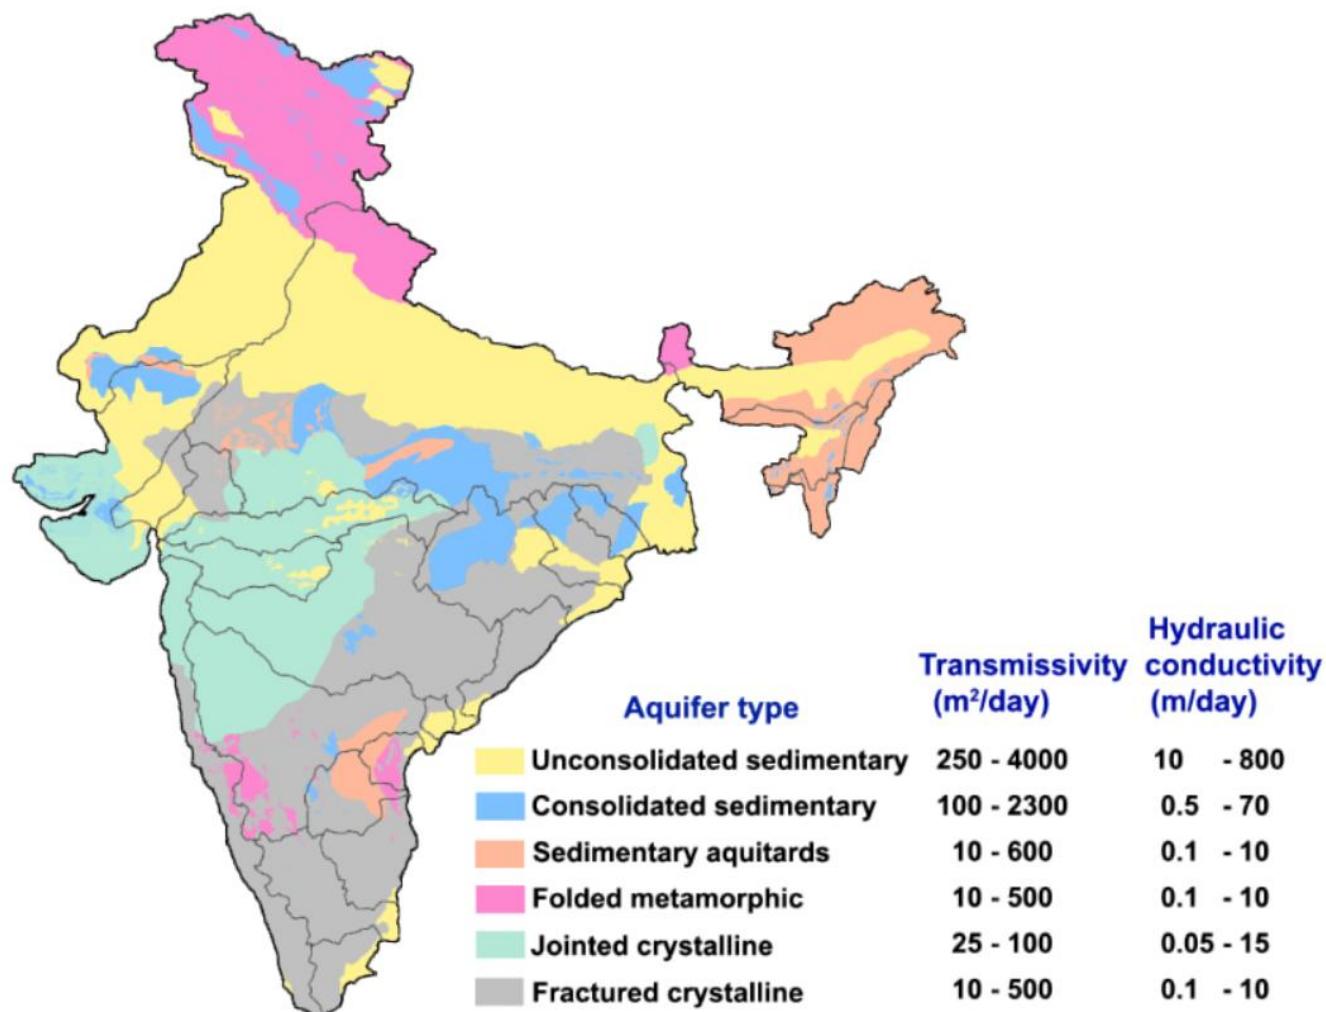 Aquifer type Transmissivity (m²/day) Hydraulic conductivity (m/day)
Unconsolidated sedimentary 250 - 4000 10 - 800
Consolidated sedimentary 100 - 2300 0.5 - 70
Sedimentary aquitards 10 - 600 0.1 - 10
Folded metamorphic 10 - 500 0.1 - 10
Jointed crystalline 25 - 100 0.05 - 15
Fractured crystalline 10 - 500 0.1 - 10